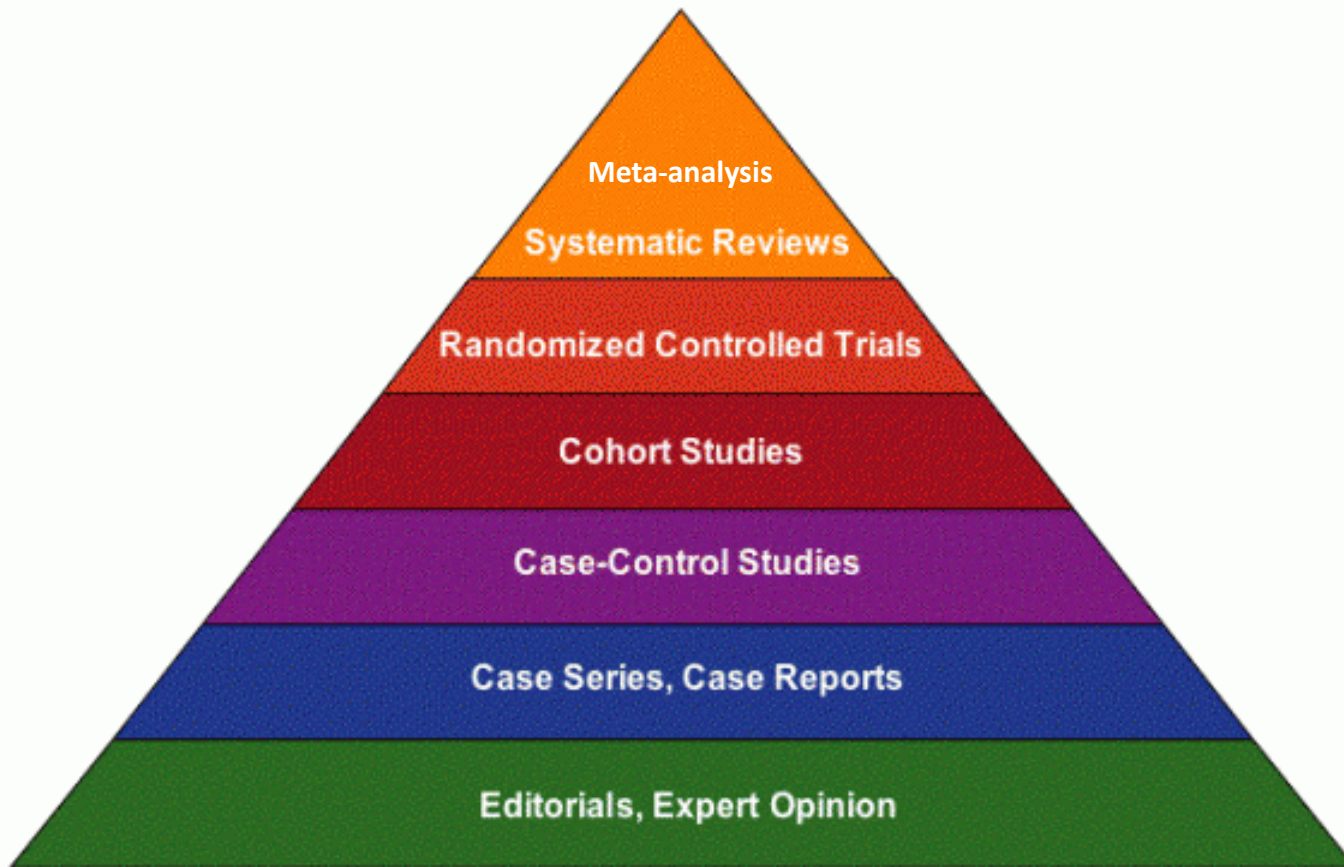 Meta-analysis
Systematic Reviews
Randomized Controlled Trials
Cohort Studies
Case-Control Studies
Case Series, Case Reports
Editorials, Expert Opinion